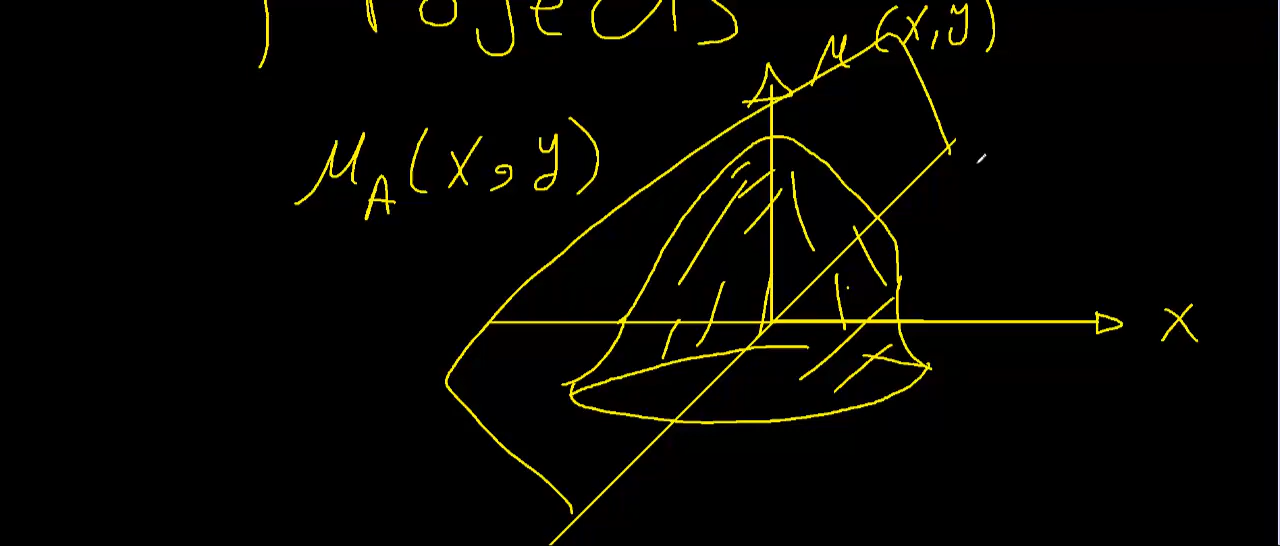 Projects
μ (x, y)
μA(x, y)
X